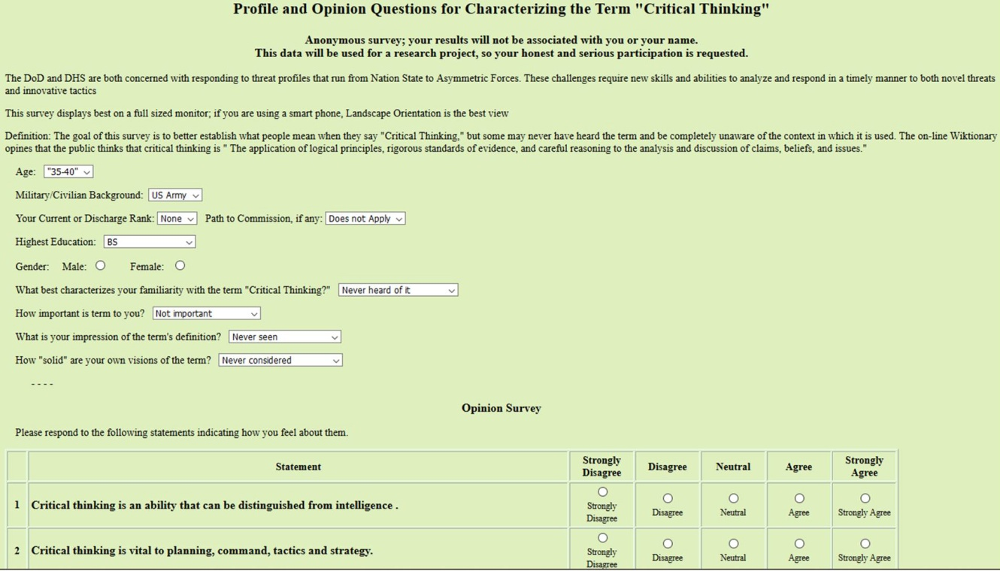 Profile and Opinion Questions for Characterizing the Term "Critical Thinking"
Anonymous survey; your results will not be associated with you or your name.
This data will be used for a research project, so your honest and serious participation is requested.
The DoD and DHS are both concerned with responding to threat profiles that run from Nation State to Asymmetric Forces. These challenges require new skills and abilities to analyze and respond in a timely manner to both novel threats
and innovative tactics
This survey displays best on a full sized monitor; if you are using a smart phone, Landscape Orientation is the best view
Definition: The goal of this survey is to better establish what people mean when they say "Critical Thinking," but some may never have heard the term and be completely unaware of the context in which it is used. The on-line Wiktionary
opines that the public thinks that critical thinking is " The application of logical principles, rigorous standards of evidence, and careful reasoning to the analysis and discussion of claims, beliefs, and issues."
Age: "35-40"
Military/Civilian Background: US Army
Your Current or Discharge Rank: None Path to Commission, if any: Does not Apply
Highest Education: BS
Gender: Male: Female:
What best characterizes your familiarity with the term "Critical Thinking?" Never heard of it
How important is term to you? Not important
What is your impression of the term's definition? Never seen
How "solid" are your own visions of the term? Never considered
- - - -
Opinion Survey
Please respond to the following statements indicating how you feel about them.
Statement Strongly Disagree Disagree Neutral Agree Strongly Agree
1 Critical thinking is an ability that can be distinguished from intelligence . Strongly Disagree Disagree Neutral Agree Strongly Agree
2 Critical thinking is vital to planning, command, tactics and strategy. Strongly Disagree Disagree Neutral Agree Strongly Agree